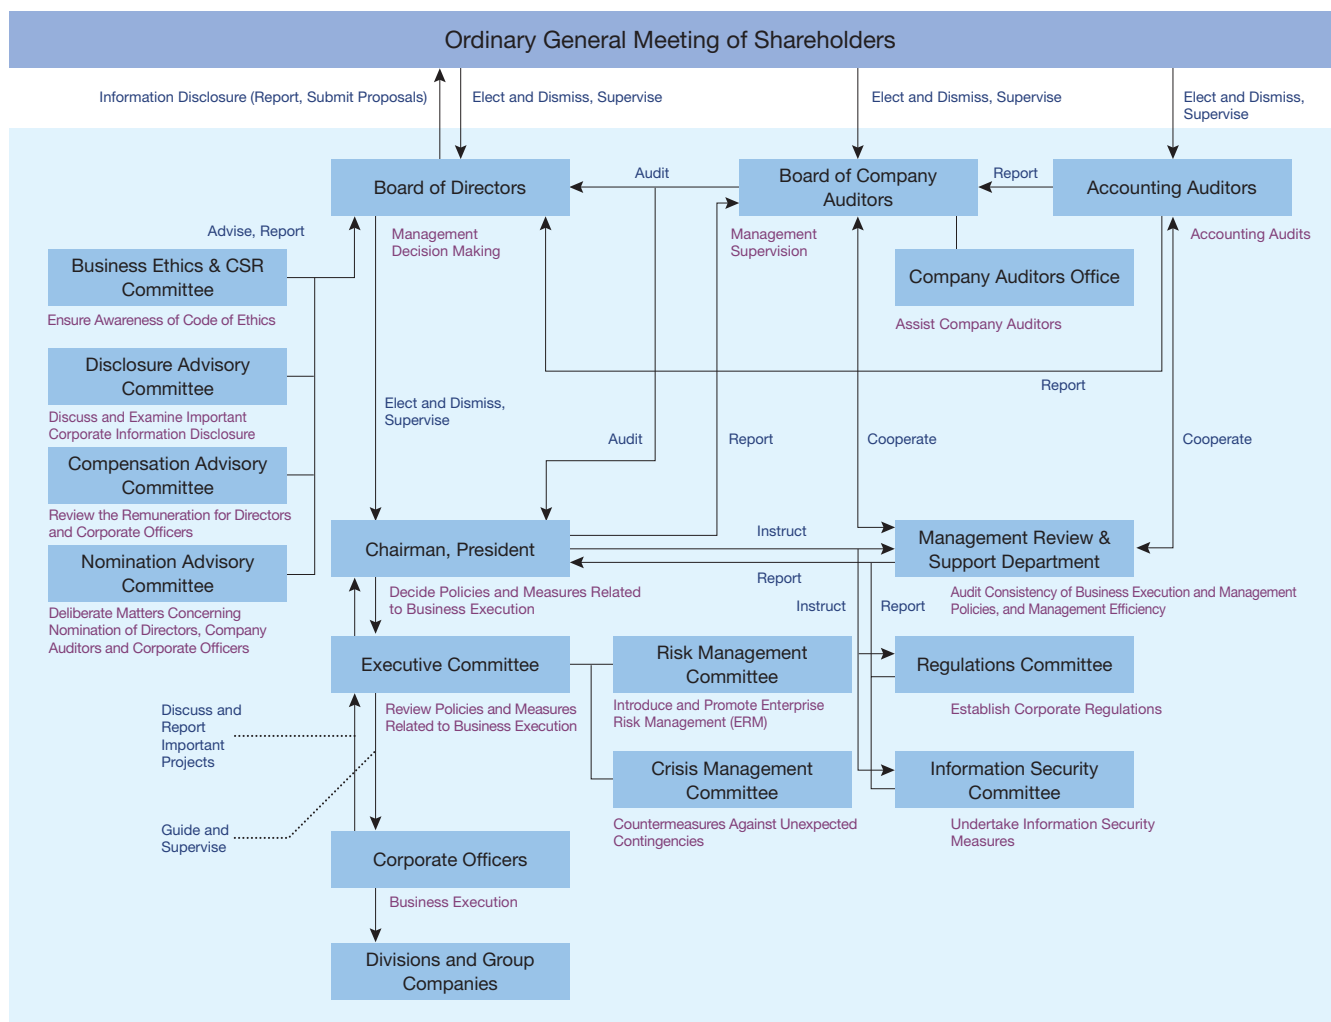 Ordinary General Meeting of Shareholders
Information Disclosure (Report, Submit Proposals)
Elect and Dismiss, Supervise
Elect and Dismiss, Supervise
Elect and Dismiss,
Supervise
Board of Directors
Audit
Board of Company
Auditors
Report
Accounting Auditors
Advise, Report
Management
Decision Making
Management
Supervision
Accounting Audits
Business Ethics & CSR
Committee
Ensure Awareness of Code of Ethics
Company Auditors Office
Assist Company Auditors
Disclosure Advisory
Committee
Discuss and Examine Important
Corporate Information Disclosure
Report
Elect and Dismiss,
Supervise
Audit
Report
Cooperate
Cooperate
Compensation Advisory
Committee
Review the Remuneration for Directors
and Corporate Officers
Chairman, President
Instruct
Management Review &
Support Department
Nomination Advisory
Committee
Deliberate Matters Concerning
Nomination of Directors, Company
Auditors and Corporate Officers
Decide Policies and Measures Related
to Business Execution
Report
Instruct
Report
Audit Consistency of Business Execution and Management
Policies, and Management Efficiency
Executive Committee
Risk Management
Committee
Regulations Committee
Review Policies and Measures
Related to Business Execution
Introduce and Promote Enterprise
Risk Management (ERM)
Establish Corporate Regulations
Discuss and
Report
Important
Projects
Crisis Management
Committee
Information Security
Committee
Guide and
Supervise
Countermeasures Against Unexpected
Contingencies
Undertake Information Security
Measures
Corporate Officers
Business Execution
Divisions and Group
Companies